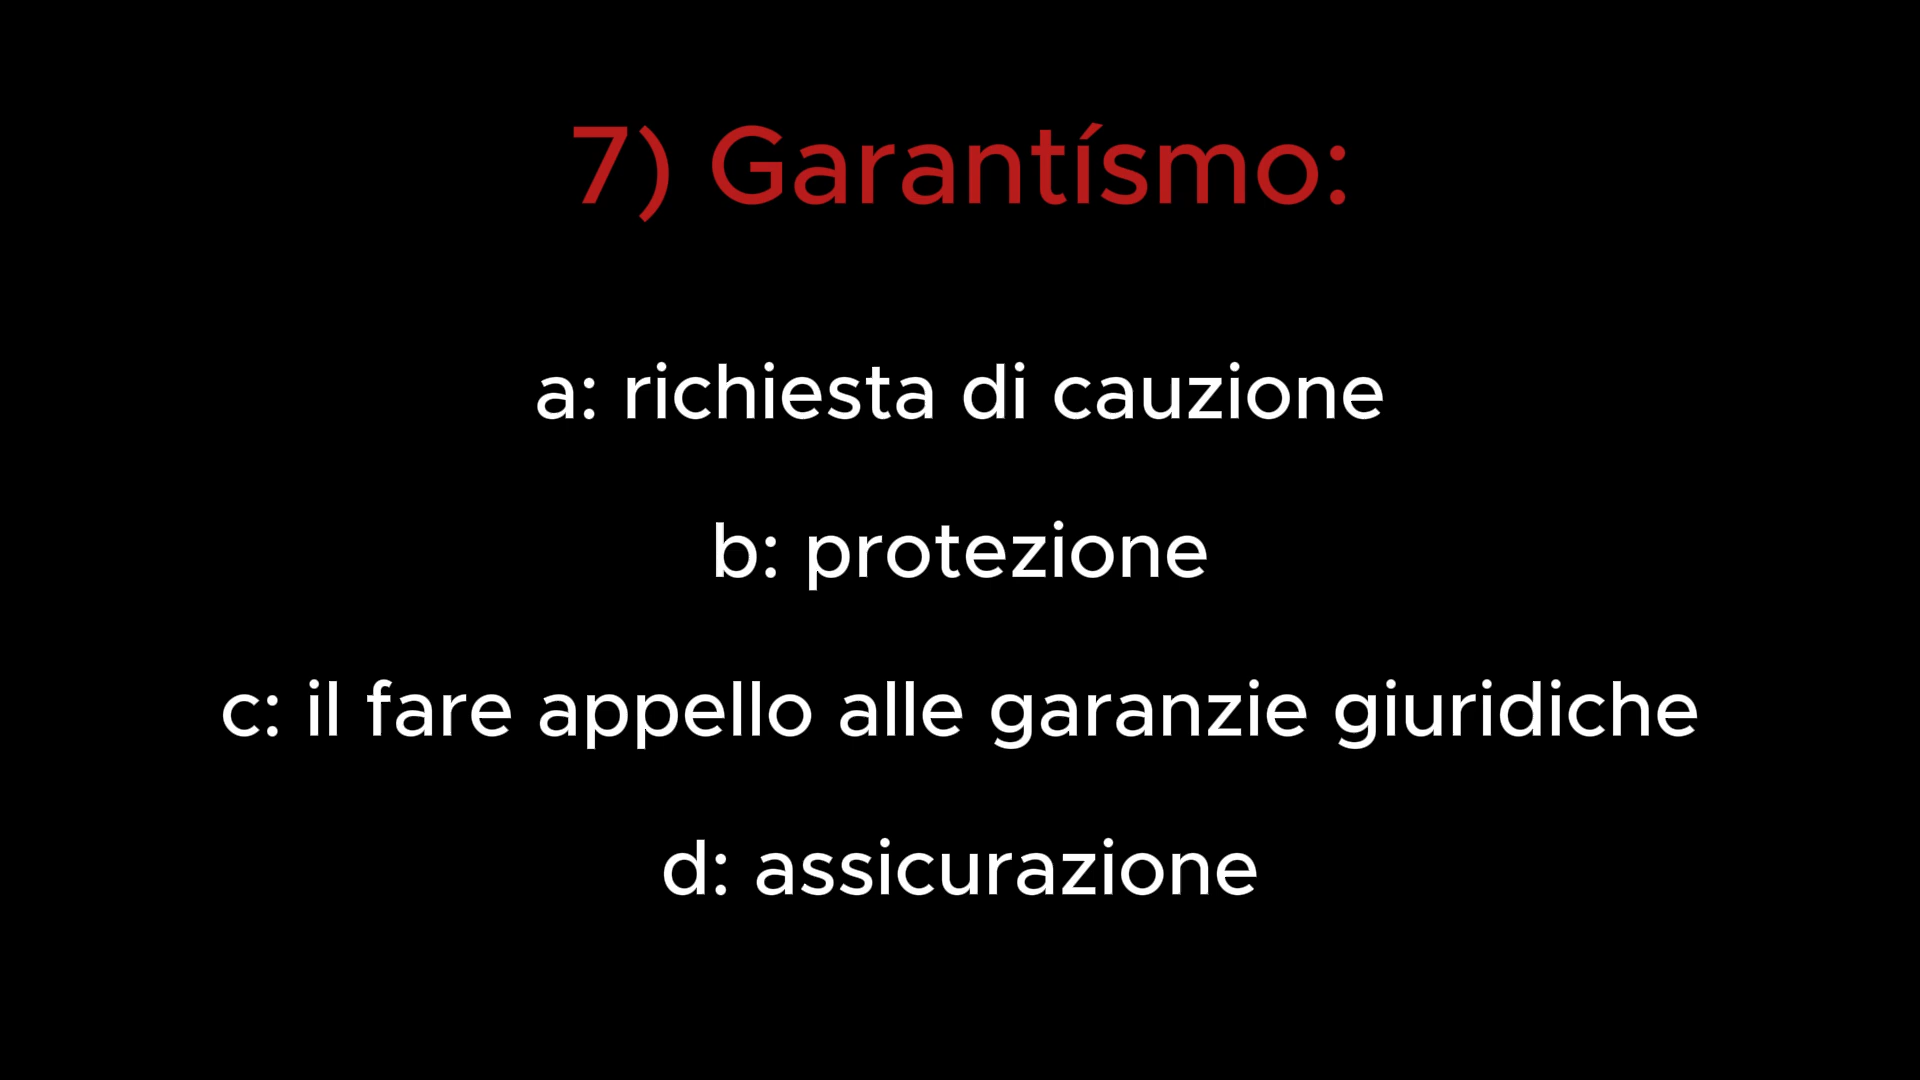 7) Garantísmo:
a: richiesta di cauzione
b: protezione
c: il fare appello alle garanzie giuridiche
d: assicurazione